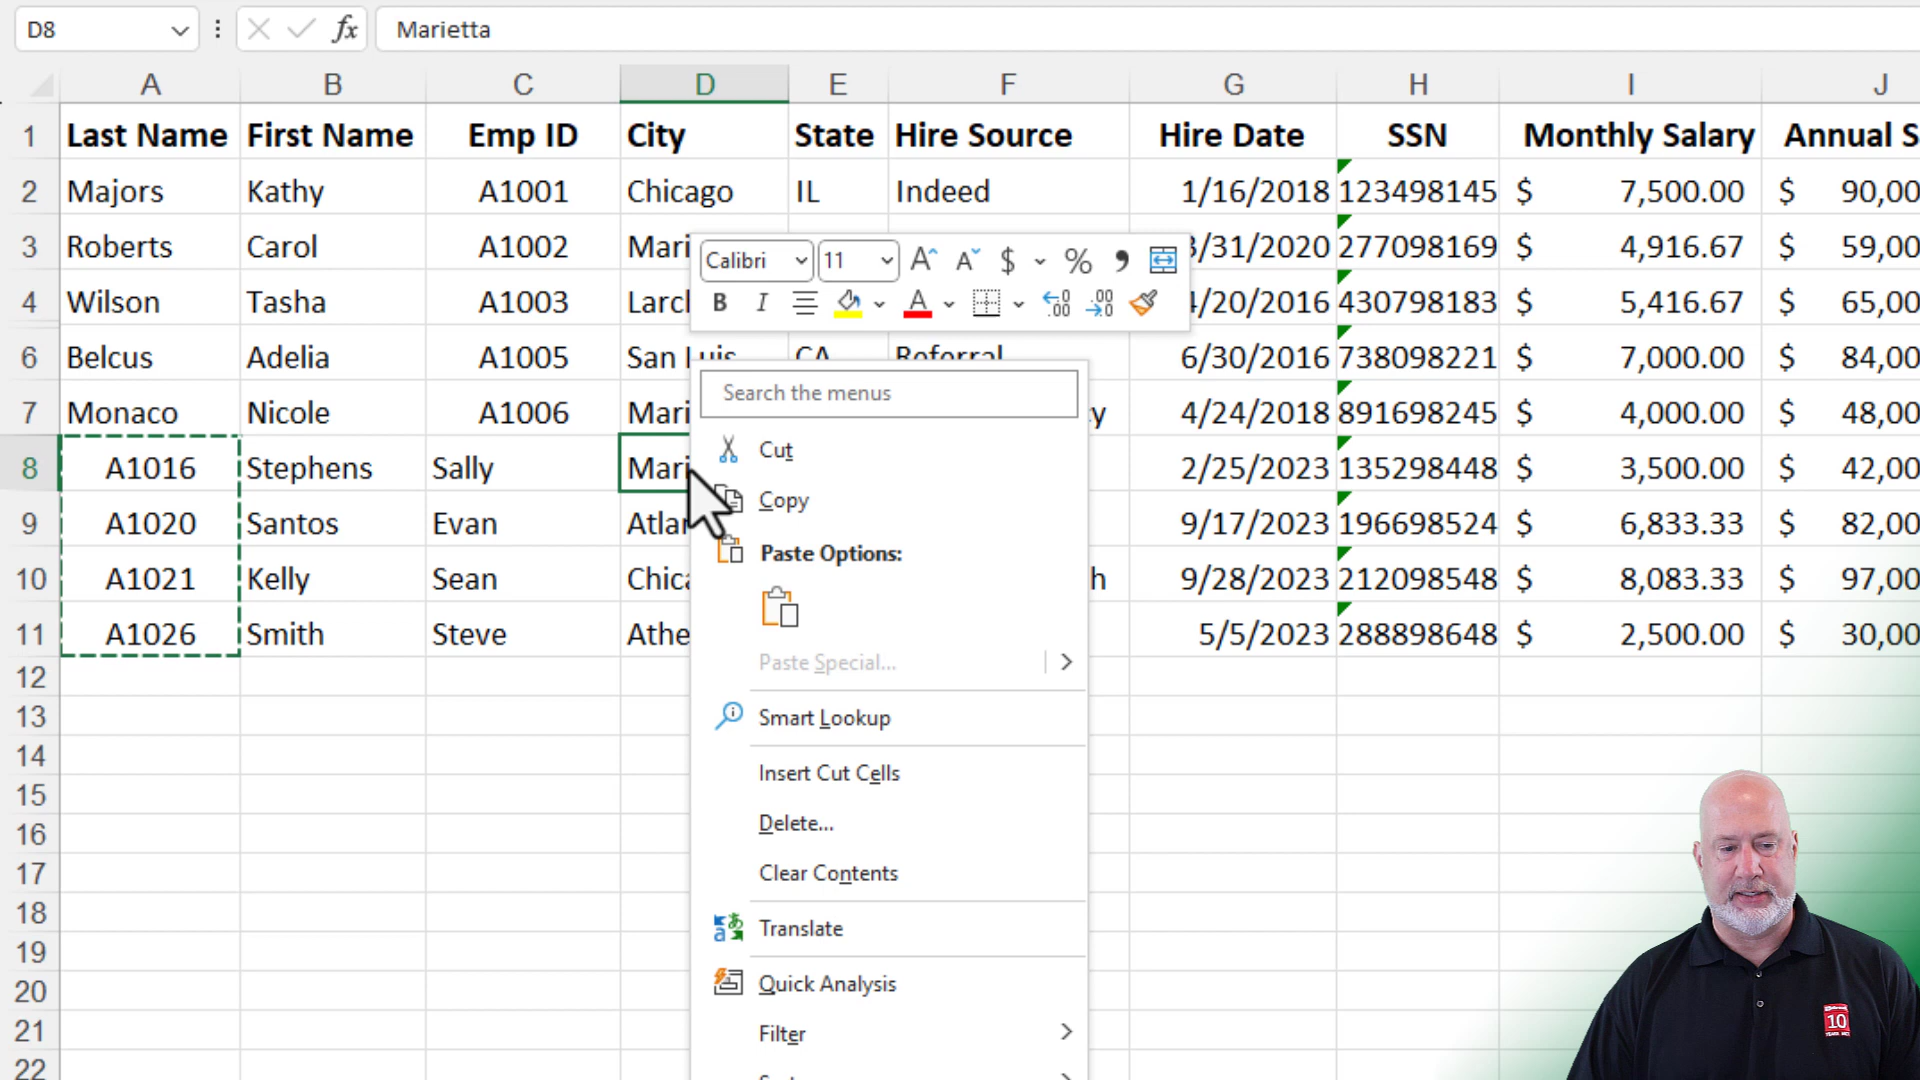 D8 fx Marietta
A B C D E F G H I J
1 Last Name First Name Emp ID City State Hire Source Hire Date SSN Monthly Salary Annual S
2 Majors Kathy A1001 Chicago IL Indeed 1/16/2018 123498145 $ 7,500.00 $ 90,00
3 Roberts Carol A1002 Mari 3/31/2020 277098169 $ 4,916.67 $ 59,00
Calibri 11 A A $ % ,
4 Wilson Tasha A1003 Larch 4/20/2016 430798183 $ 5,416.67 $ 65,00
B I A .00 .00
6 Belcus Adelia A1005 San Luis CA Referral 6/30/2016 738098221 $ 7,000.00 $ 84,00
Search the menus
7 Monaco Nicole A1006 Mari y 4/24/2018 891698245 $ 4,000.00 $ 48,00
Cut
8 A1016 Stephens Sally Mari 2/25/2023 135298448 $ 3,500.00 $ 42,00
Copy
9 A1020 Santos Evan Atlan 9/17/2023 196698524 $ 6,833.33 $ 82,00
Paste Options:
10 A1021 Kelly Sean Chica h 9/28/2023 212098548 $ 8,083.33 $ 97,00
11 A1026 Smith Steve Athe 5/5/2023 288898648 $ 2,500.00 $ 30,00
Paste Special...
12
13
Smart Lookup
14
Insert Cut Cells
15
16
Delete...
17
Clear Contents
18
Translate
19
20
Quick Analysis
21
Filter
22
10